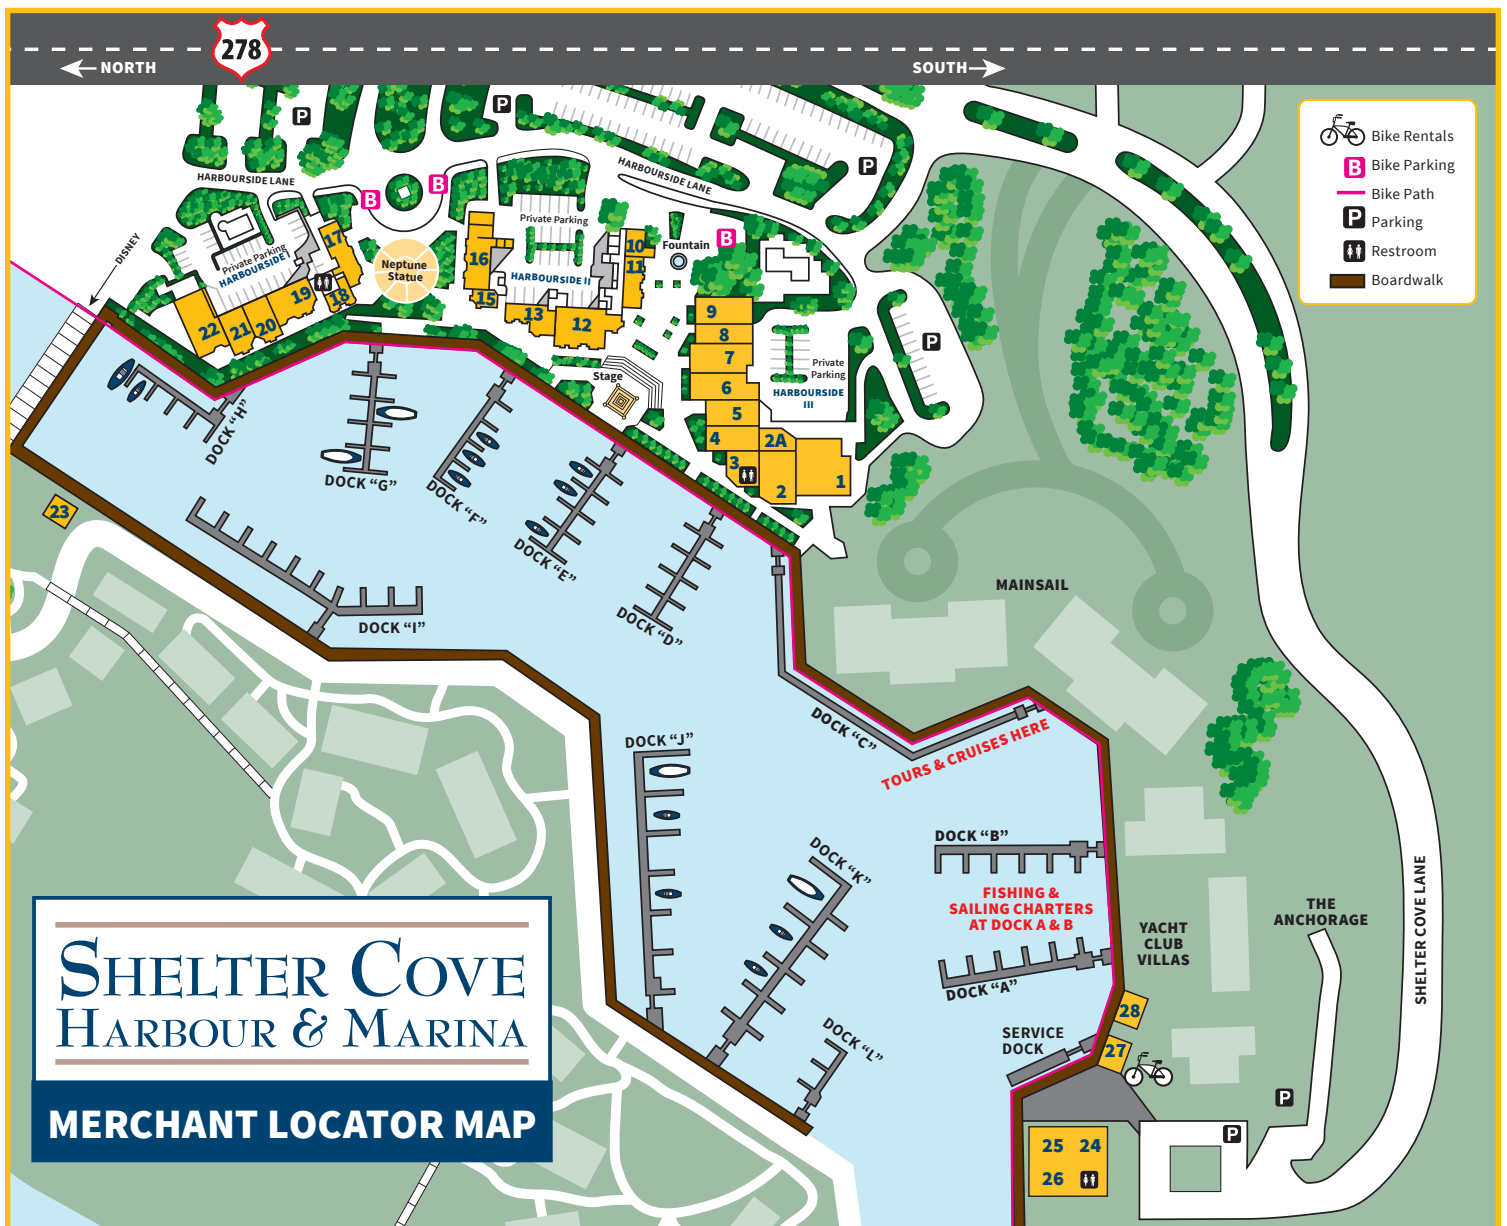 278
NORTH
SOUTH
P
P
P
P
Bike Rentals
B Bike Parking
Bike Path
P Parking
Restroom
Boardwalk
HARBOURSIDE LANE
HARBOURSIDE LANE
B
B
B
DISNEY
Private Parking
HARBOURSIDE I
17
18
19
20
21
22
Neptune
Statue
Private Parking
HARBOURSIDE II
16
15
13
12
10
11
Fountain
Stage
9
8
7
6
5
4
3
2A
2
1
Private
Parking
HARBOURSIDE
III
DOCK “H”
DOCK “G”
DOCK “F”
DOCK “E”
DOCK “D”
23
DOCK “I”
MAINSAIL
DOCK “C”
TOURS & CRUISES HERE
DOCK “J”
DOCK “B”
DOCK “K”
FISHING &
SAILING CHARTERS
AT DOCK A & B
DOCK “A”
YACHT
CLUB
VILLAS
THE
ANCHORAGE
SHELTER COVE LANE
28
27
SERVICE
DOCK
DOCK “L”
P
P
25 24
26
SHELTER COVE
HARBOUR & MARINA
MERCHANT LOCATOR MAP